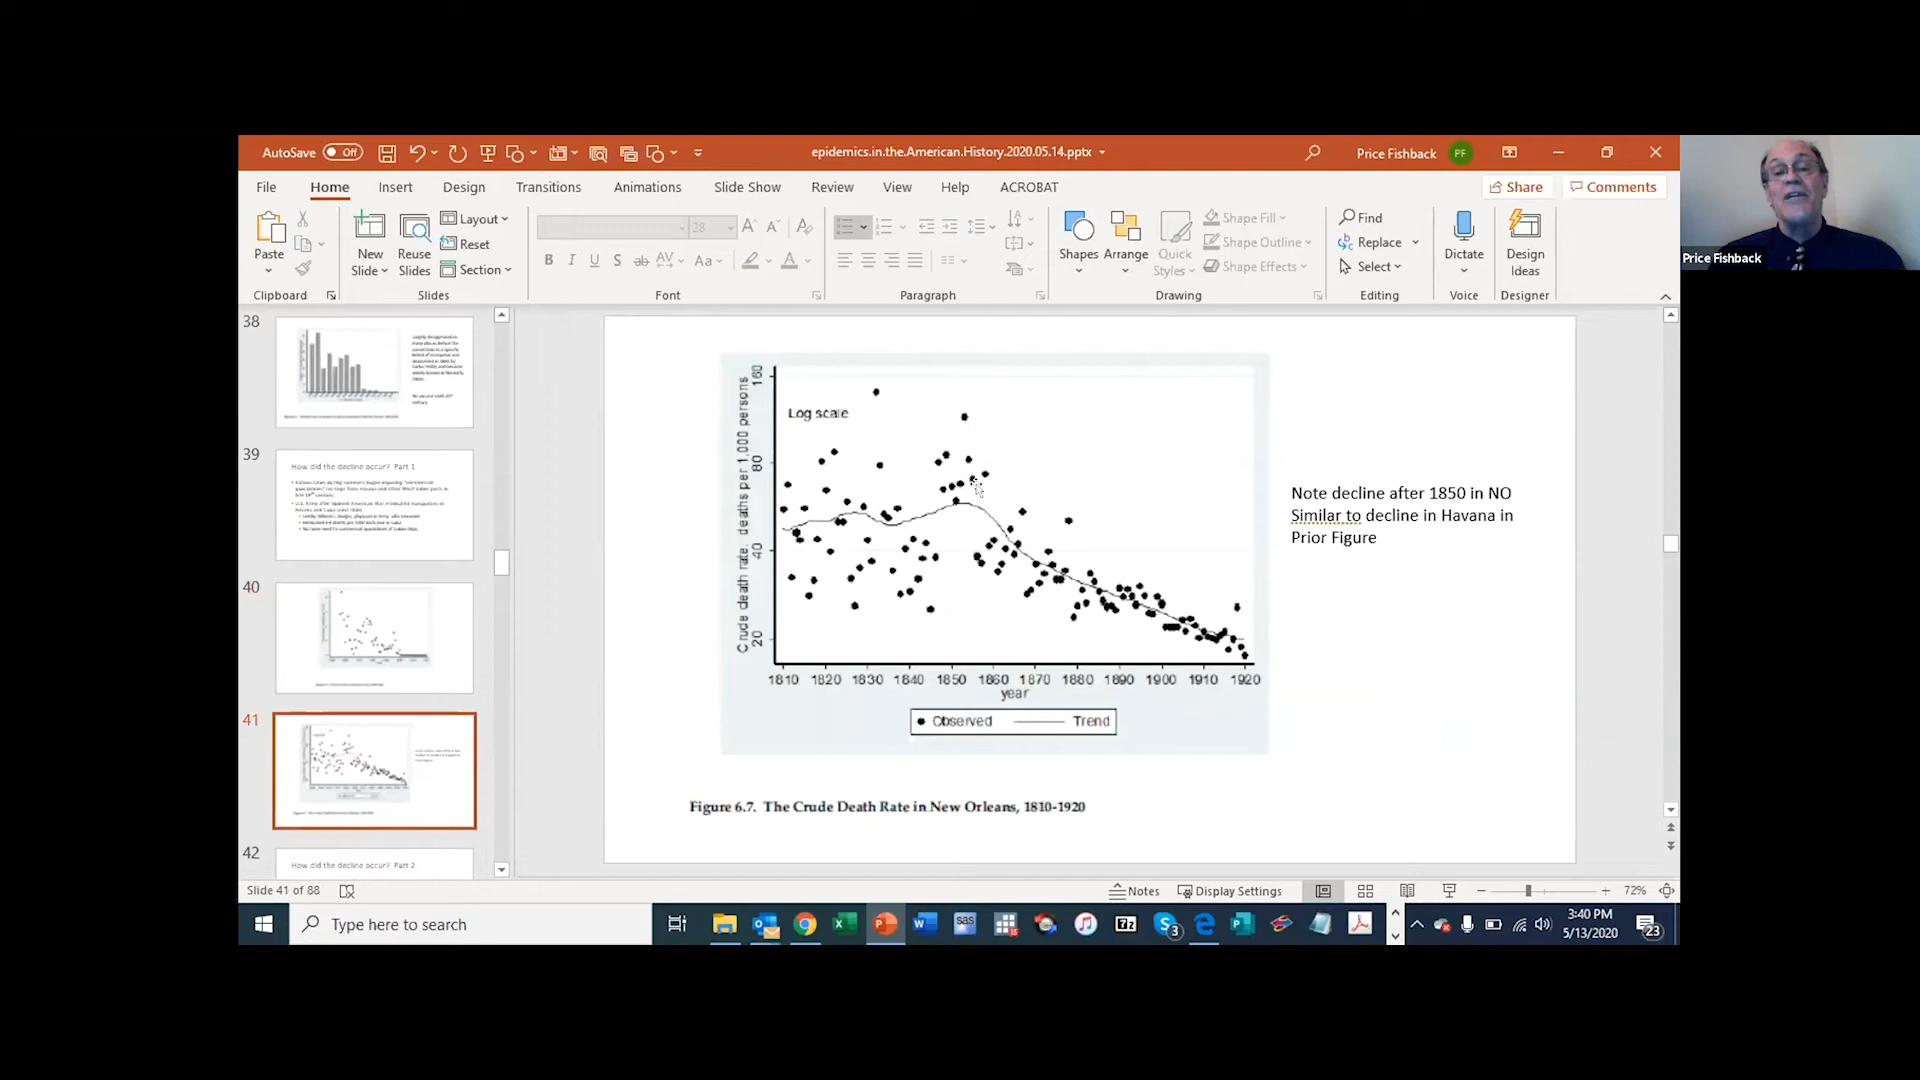 AutoSave Off
epidemics.in.the.American.History.2020.05.14.pptx
Price Fishback PF
File Home Insert Design Transitions Animations Slide Show Review View Help ACROBAT
Share Comments
Paste
Clipboard
New Slide
Reuse Slides
Layout
Reset
Section
Slides
28
Font
Paragraph
Shapes
Arrange
Quick Styles
Shape Fill
Shape Outline
Shape Effects
Drawing
Find
Replace
Select
Editing
Dictate
Voice
Design Ideas
Designer
Price Fishback
38
39
How did the decline occur? Part 1
40
41
42
How did the decline occur? Part 2
Crude death rate. deaths per 1,000 persons
160
80
40
20
Log scale
1810 1820 1830 1840 1850 1860 1870 1880 1890 1900 1910 1920
year
Observed Trend
Figure 6.7. The Crude Death Rate in New Orleans, 1810-1920
Note decline after 1850 in NO
Similar to decline in Havana in
Prior Figure
Slide 41 of 88
Notes Display Settings
72%
Type here to search
3:40 PM
5/13/2020
23